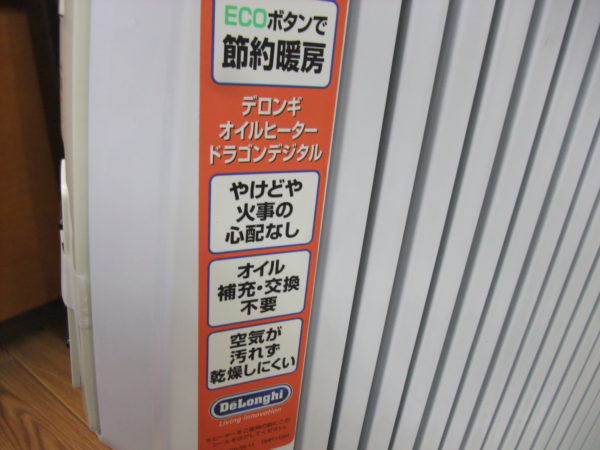 ECOボタンで
節約暖房
デロンギ
オイルヒーター
ドラゴンデジタル
やけどや
火事の
心配なし
オイル
補充・交換
不要
空気が
汚れず
乾燥しにくい
DeLonghi
Living innovation